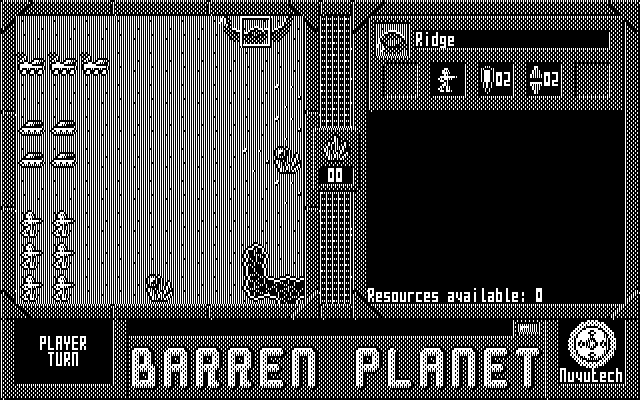 Ridge
02 02
00
Resources available: 0
PLAYER
TURN
BARREN PLANET
Nuvutech